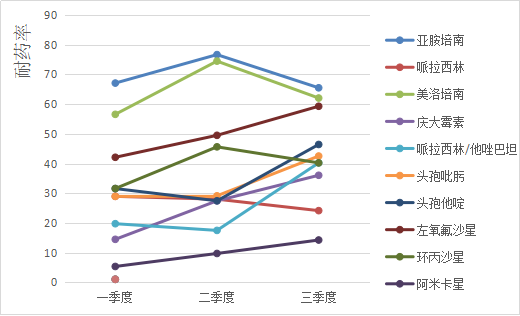 90
80
70
60
50
40
30
20
10
0
耐药率
一季度
二季度
三季度
亚胺培南
哌拉西林
美洛培南
庆大霉素
哌拉西林/他唑巴坦
头孢吡肟
头孢他啶
左氧氟沙星
环丙沙星
阿米卡星